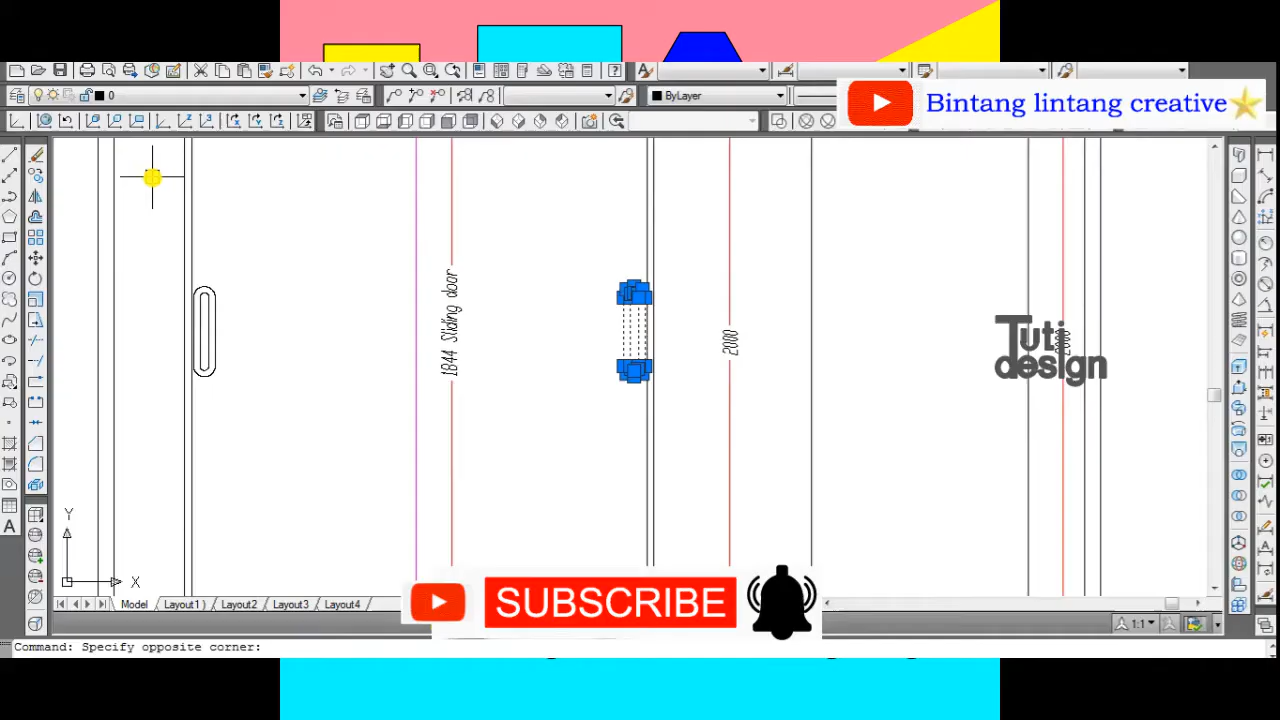 0
ByLayer
Bintang lintang creative
1844 Sliding door
2000
2000
Tuti
design
Y
X
Model
Layout1
Layout2
Layout3
Layout4
SUBSCRIBE
1:1
A
Command: Specify opposite corner: